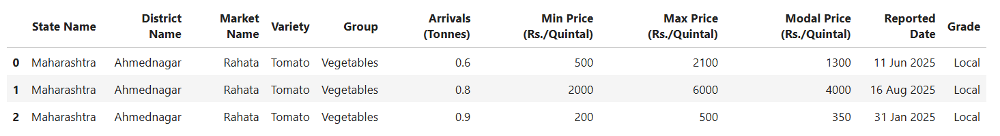 State Name District Name Market Name Variety Group Arrivals (Tonnes) Min Price (Rs./Quintal) Max Price (Rs./Quintal) Modal Price (Rs./Quintal) Reported Date Grade
0 Maharashtra Ahmednagar Rahata Tomato Vegetables 0.6 500 2100 1300 11 Jun 2025 Local
1 Maharashtra Ahmednagar Rahata Tomato Vegetables 0.8 2000 6000 4000 16 Aug 2025 Local
2 Maharashtra Ahmednagar Rahata Tomato Vegetables 0.9 200 500 350 31 Jan 2025 Local